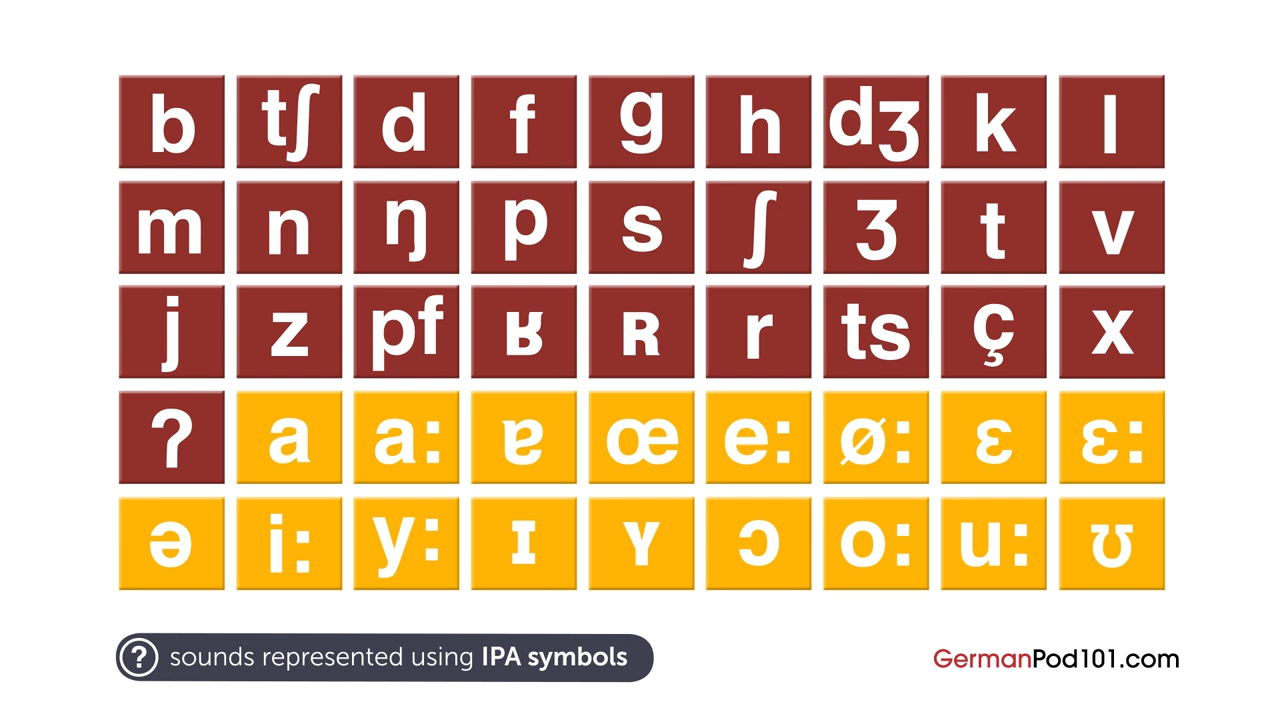 b tʃ d f g h dʒ k l
m n ŋ p s ʃ ʒ t v
j z pf ʁ ʀ r ts ç x
ʔ a a: ɐ œ e: ø: ɛ ɛ:
ə i: y: ɪ ʏ ɔ o: u: ʊ
? sounds represented using IPA symbols
GermanPod101.com